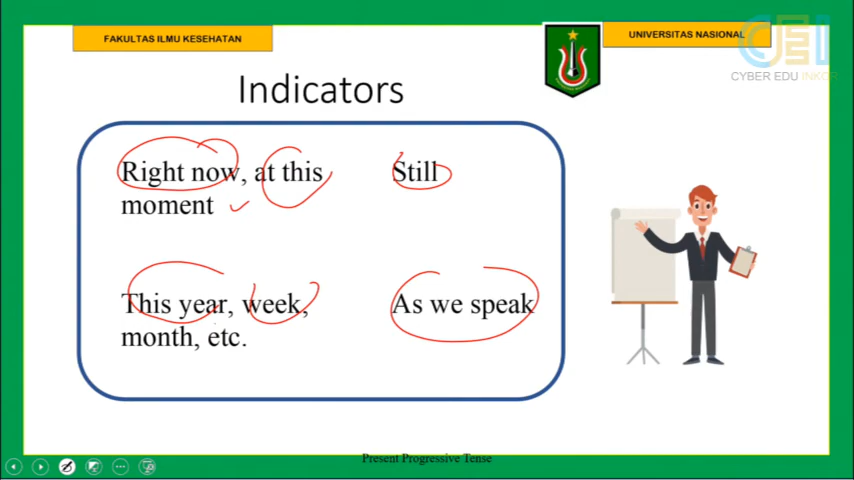 FAKULTAS ILMU KESEHATAN
UNIVERSITAS NASIONAL
CYBER EDU INKOR
Indicators
Right now, at this
moment
Still
This year, week,
month, etc.
As we speak
Present Progressive Tense